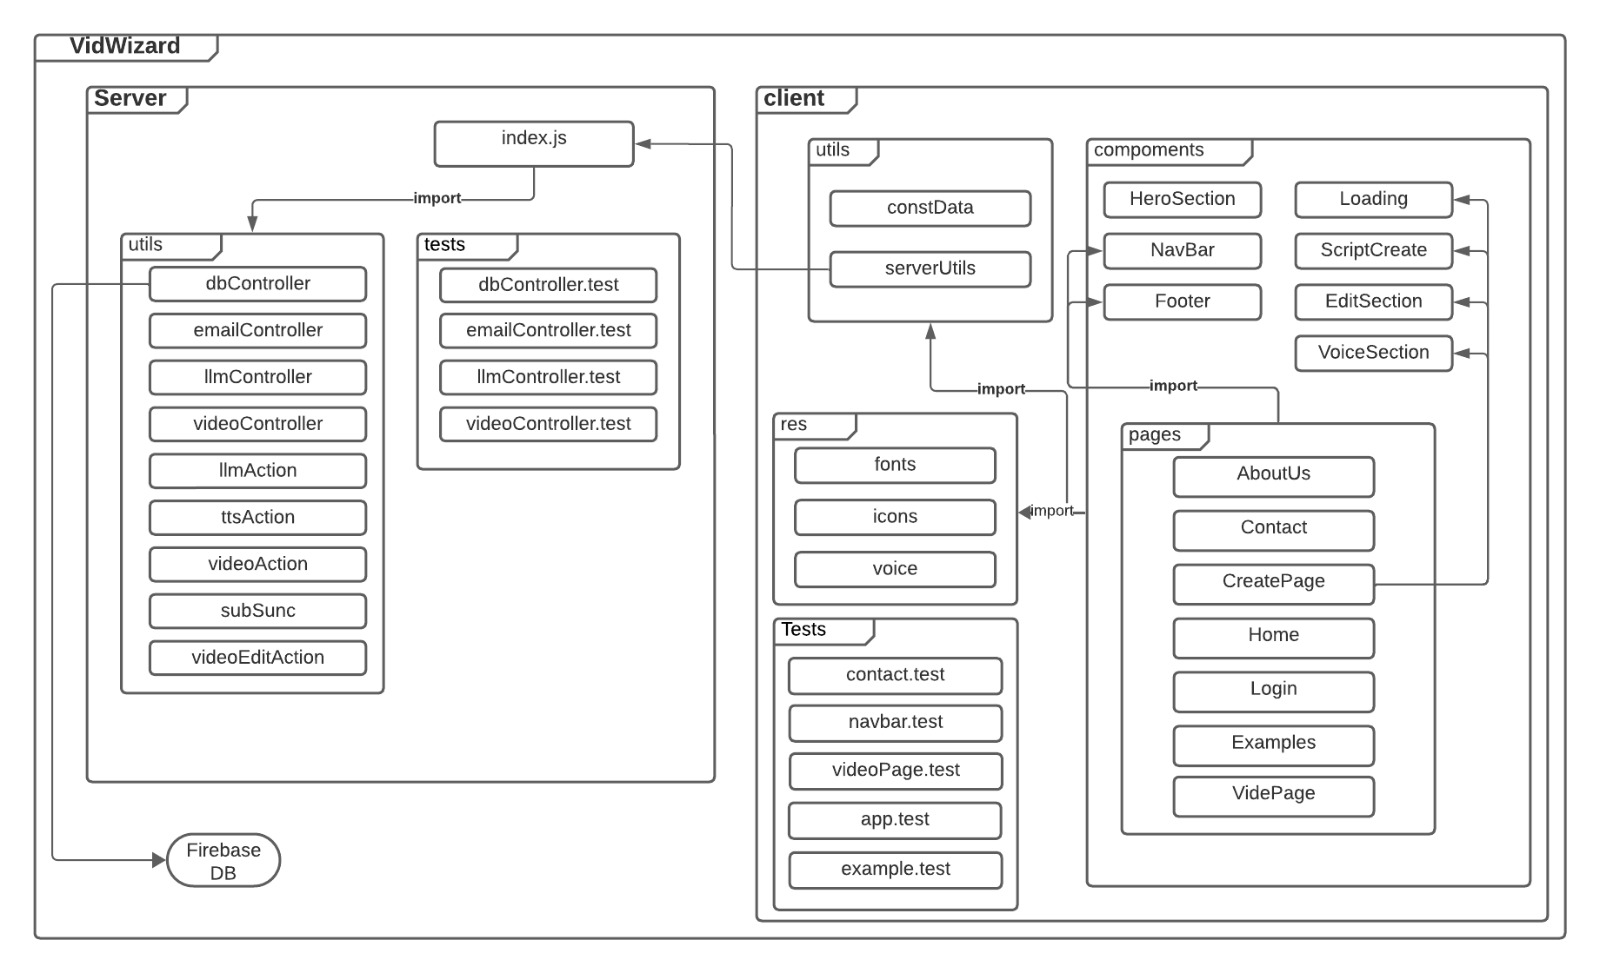 VidWizard
Server
index.js
import
utils
dbController
emailController
llmController
videoController
llmAction
ttsAction
videoAction
subSunc
videoEditAction
tests
dbController.test
emailController.test
llmController.test
videoController.test
Firebase
DB
client
utils
constData
serverUtils
import
res
fonts
icons
voice
import
Tests
contact.test
navbar.test
videoPage.test
app.test
example.test
compoments
HeroSection
NavBar
Footer
Loading
ScriptCreate
EditSection
VoiceSection
import
pages
AboutUs
Contact
CreatePage
Home
Login
Examples
VidePage